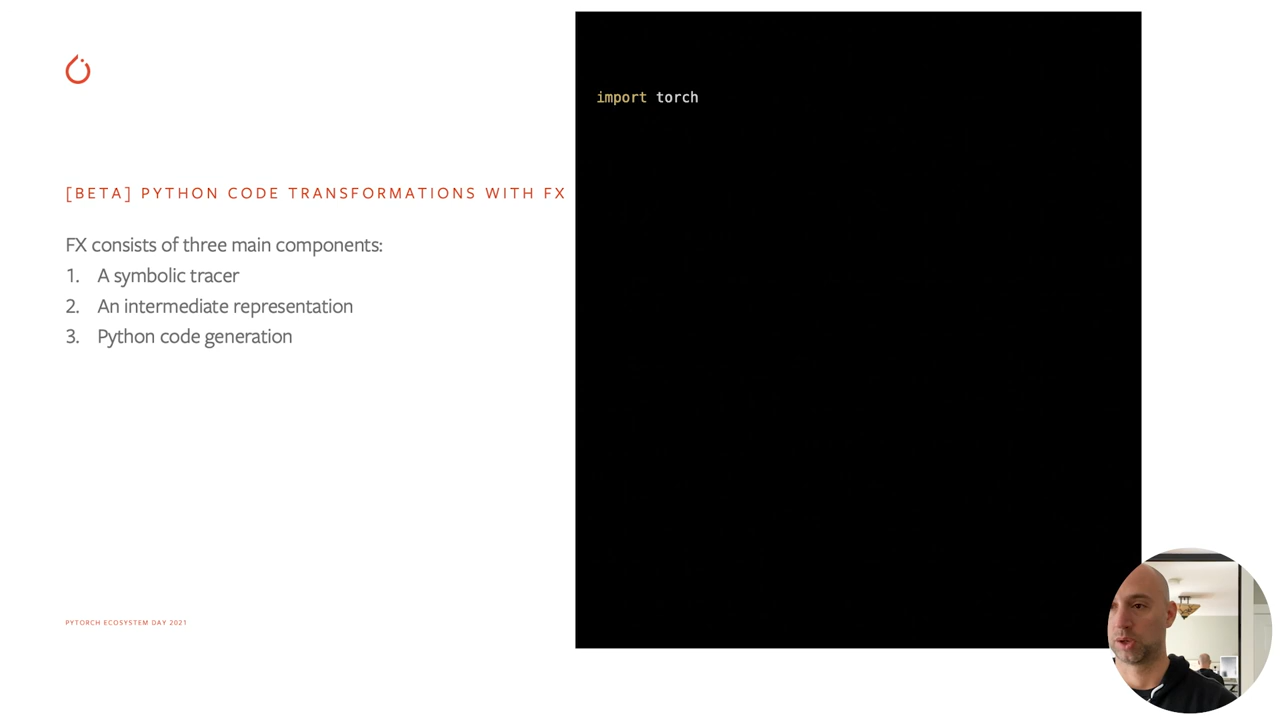 [BETA] PYTHON CODE TRANSFORMATIONS WITH FX
FX consists of three main components:
1. A symbolic tracer
2. An intermediate representation
3. Python code generation
PYTORCH ECOSYSTEM DAY 2021
import torch